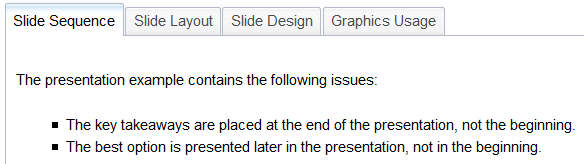 Slide Sequence Slide Layout Slide Design Graphics Usage
The presentation example contains the following issues:
The key takeaways are placed at the end of the presentation, not the beginning.
The best option is presented later in the presentation, not in the beginning.